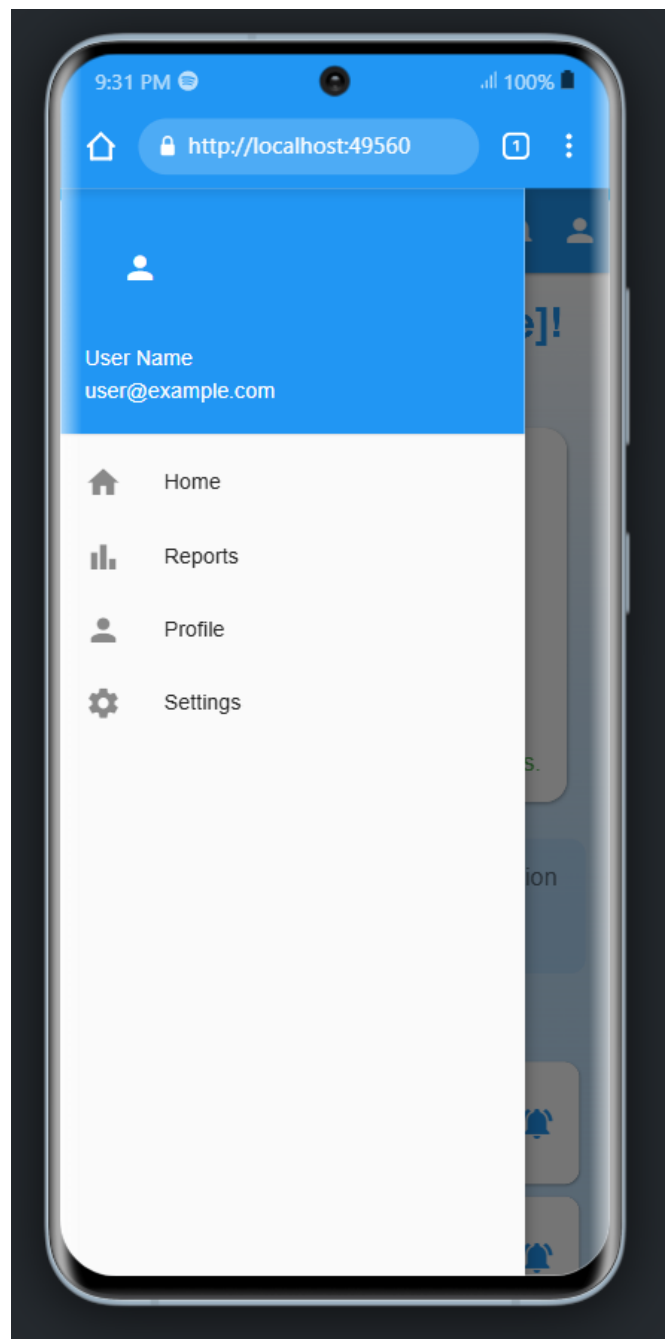 9:31 PM
100%
http://localhost:49560
1
e]!
User Name
user@example.com
Home
Reports
Profile
Settings
s.
ion